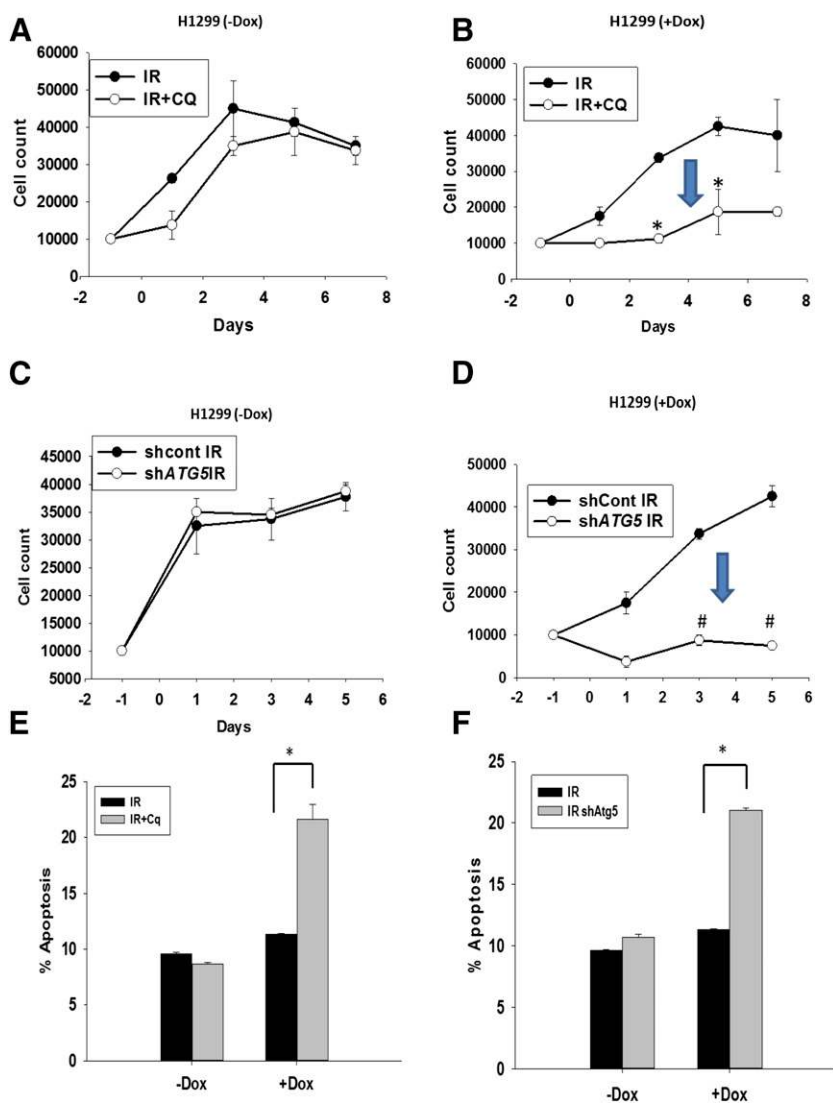 A
H1299 (-Dox)
60000
50000
40000
30000
20000
10000
0
Cell count
IR
IR+CQ
-2 0 2 4 6 8
Days
B
H1299 (+Dox)
60000
50000
40000
30000
20000
10000
0
Cell count
IR
IR+CQ
*
*
-2 0 2 4 6 8
Days
C
H1299 (-Dox)
45000
40000
35000
30000
25000
20000
15000
10000
5000
Cell count
shcont IR
shATG5IR
-2 -1 0 1 2 3 4 5 6
Days
D
H1299 (+Dox)
50000
40000
30000
20000
10000
0
Cell count
shCont IR
shATG5 IR
#
#
-2 -1 0 1 2 3 4 5 6
Days
E
25
20
15
10
5
0
% Apoptosis
IR
IR+Cq
*
-Dox +Dox
F
25
20
15
10
5
0
% Apoptosis
IR
IR shAtg5
*
-Dox +Dox